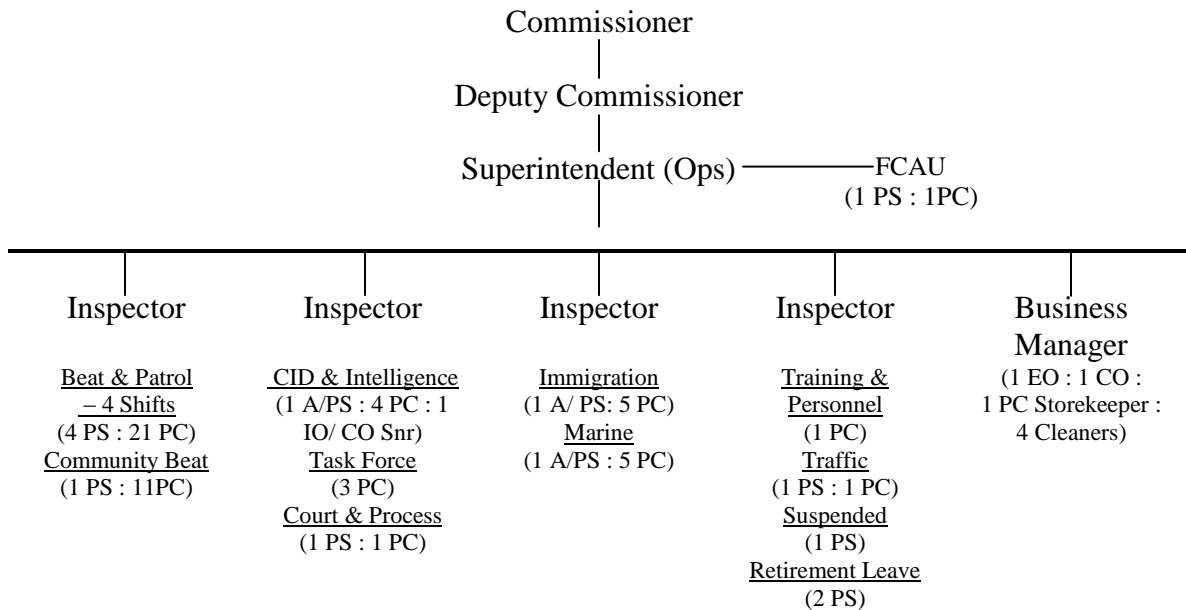 Commissioner
Deputy Commissioner
Superintendent (Ops)
FCAU
(1 PS : 1PC)
Inspector
Beat & Patrol
– 4 Shifts
(4 PS : 21 PC)
Community Beat
(1 PS : 11PC)
Inspector
CID & Intelligence
(1 A/PS : 4 PC : 1
IO/ CO Snr)
Task Force
(3 PC)
Court & Process
(1 PS : 1 PC)
Inspector
Immigration
(1 A/ PS: 5 PC)
Marine
(1 A/PS : 5 PC)
Inspector
Training &
Personnel
(1 PC)
Traffic
(1 PS : 1 PC)
Suspended
(1 PS)
Retirement Leave
(2 PS)
Business
Manager
(1 EO : 1 CO :
1 PC Storekeeper :
4 Cleaners)